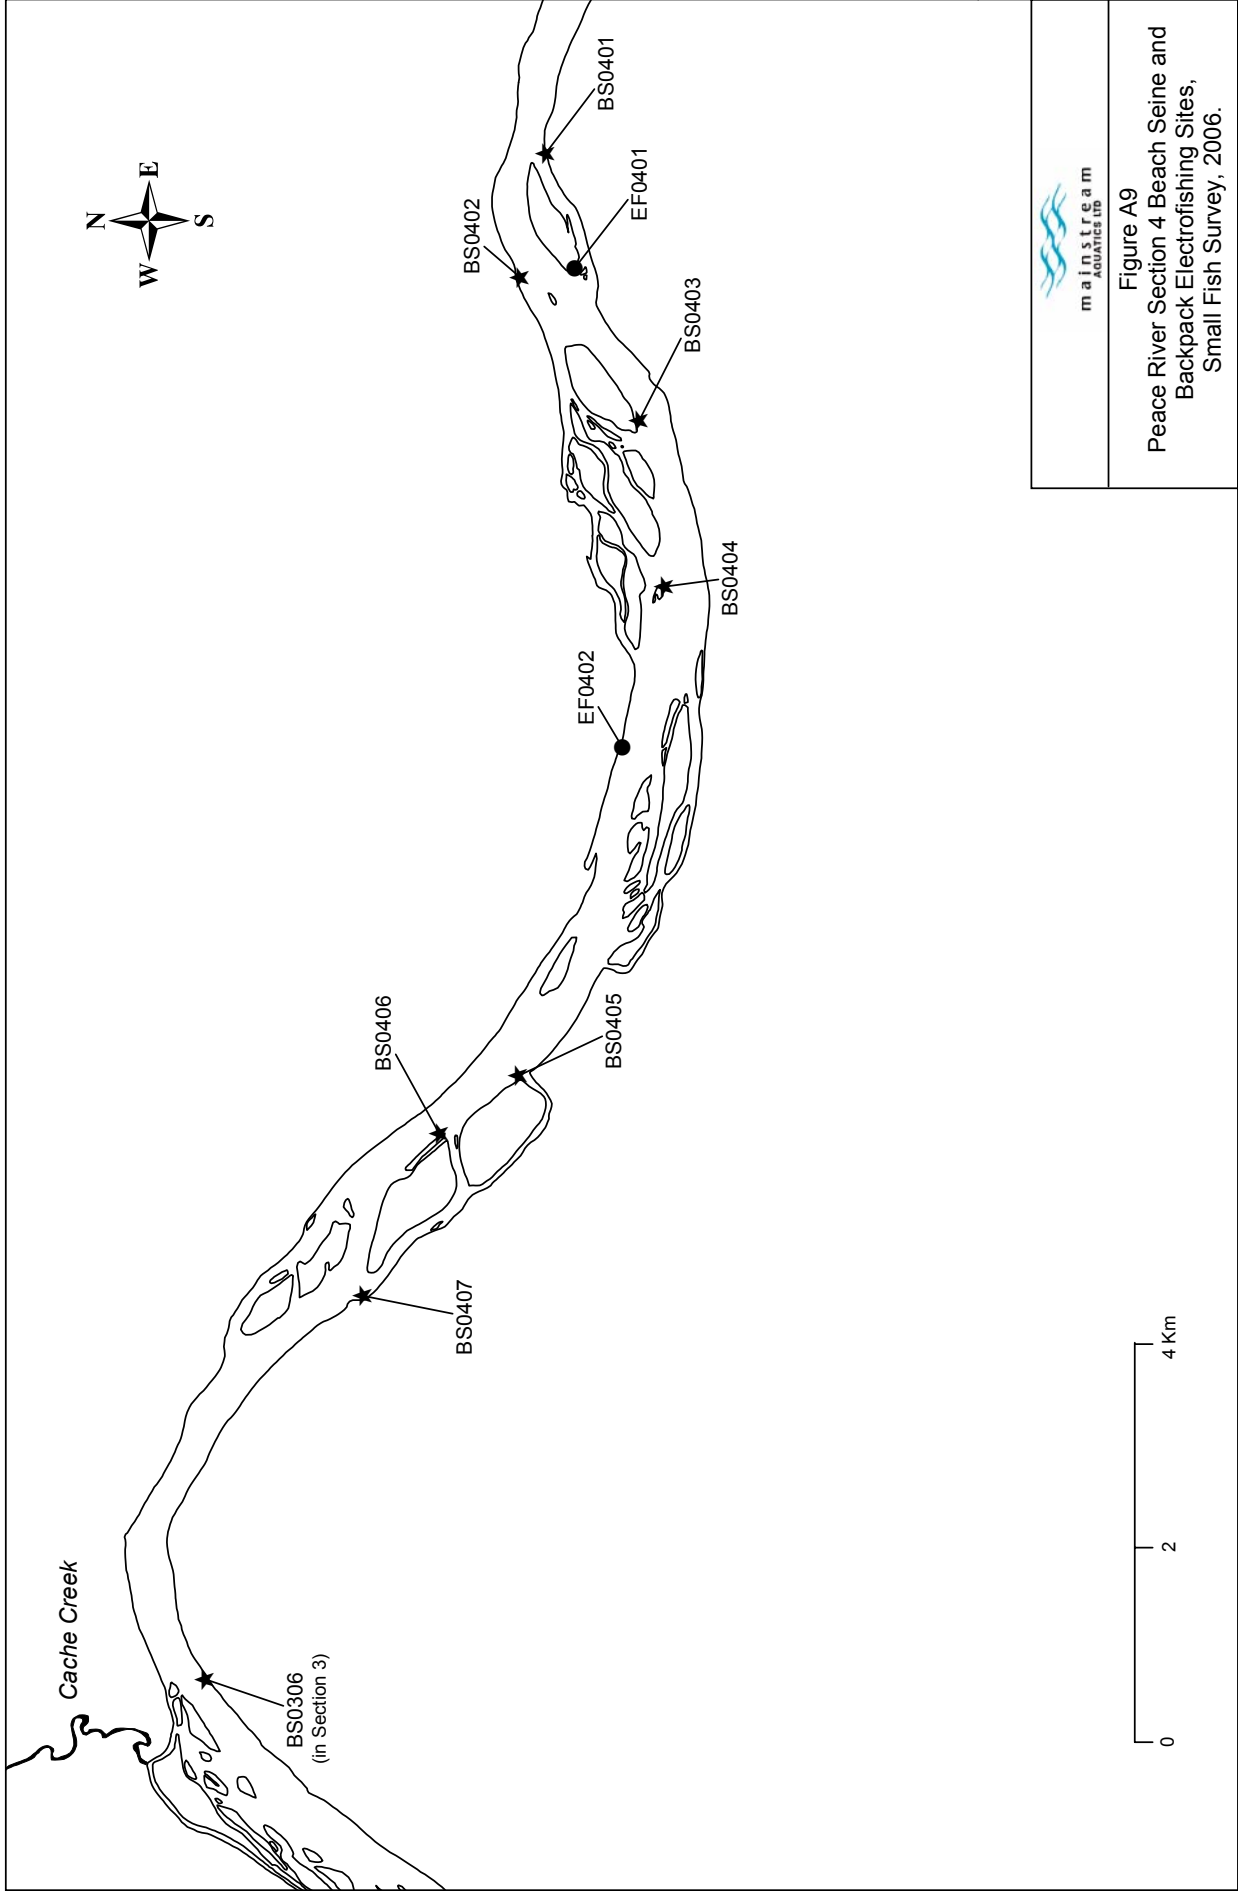 Cache Creek
BS0306
(in Section 3)
BS0407
BS0406
BS0405
EF0402
BS0404
BS0403
BS0402
EF0401
BS0401
N
W
E
S
0
2
4 Km
mainstream
AQUATICS LTD
Figure A9
Peace River Section 4 Beach Seine and
Backpack Electrofishing Sites,
Small Fish Survey, 2006.